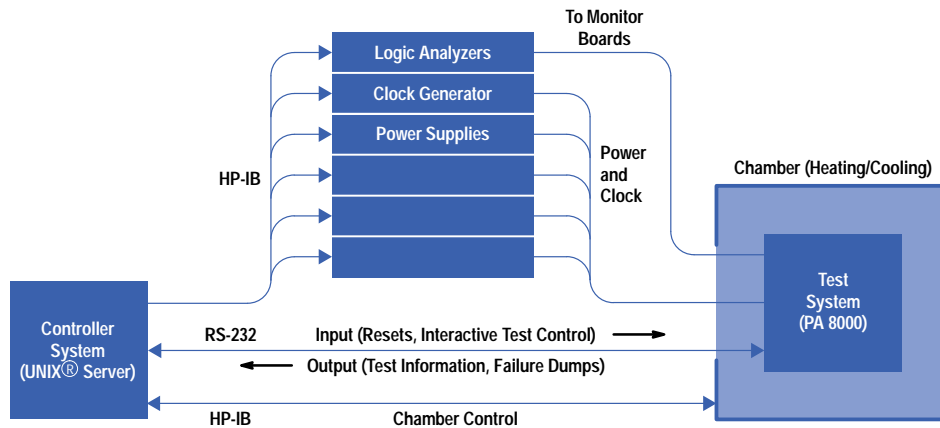 To Monitor
Boards
Logic Analyzers
Clock Generator
Power Supplies
HP-IB
Power
and
Clock
Chamber (Heating/Cooling)
Test
System
(PA 8000)
Controller
System
(UNIX® Server)
RS-232 Input (Resets, Interactive Test Control)
Output (Test Information, Failure Dumps)
HP-IB Chamber Control